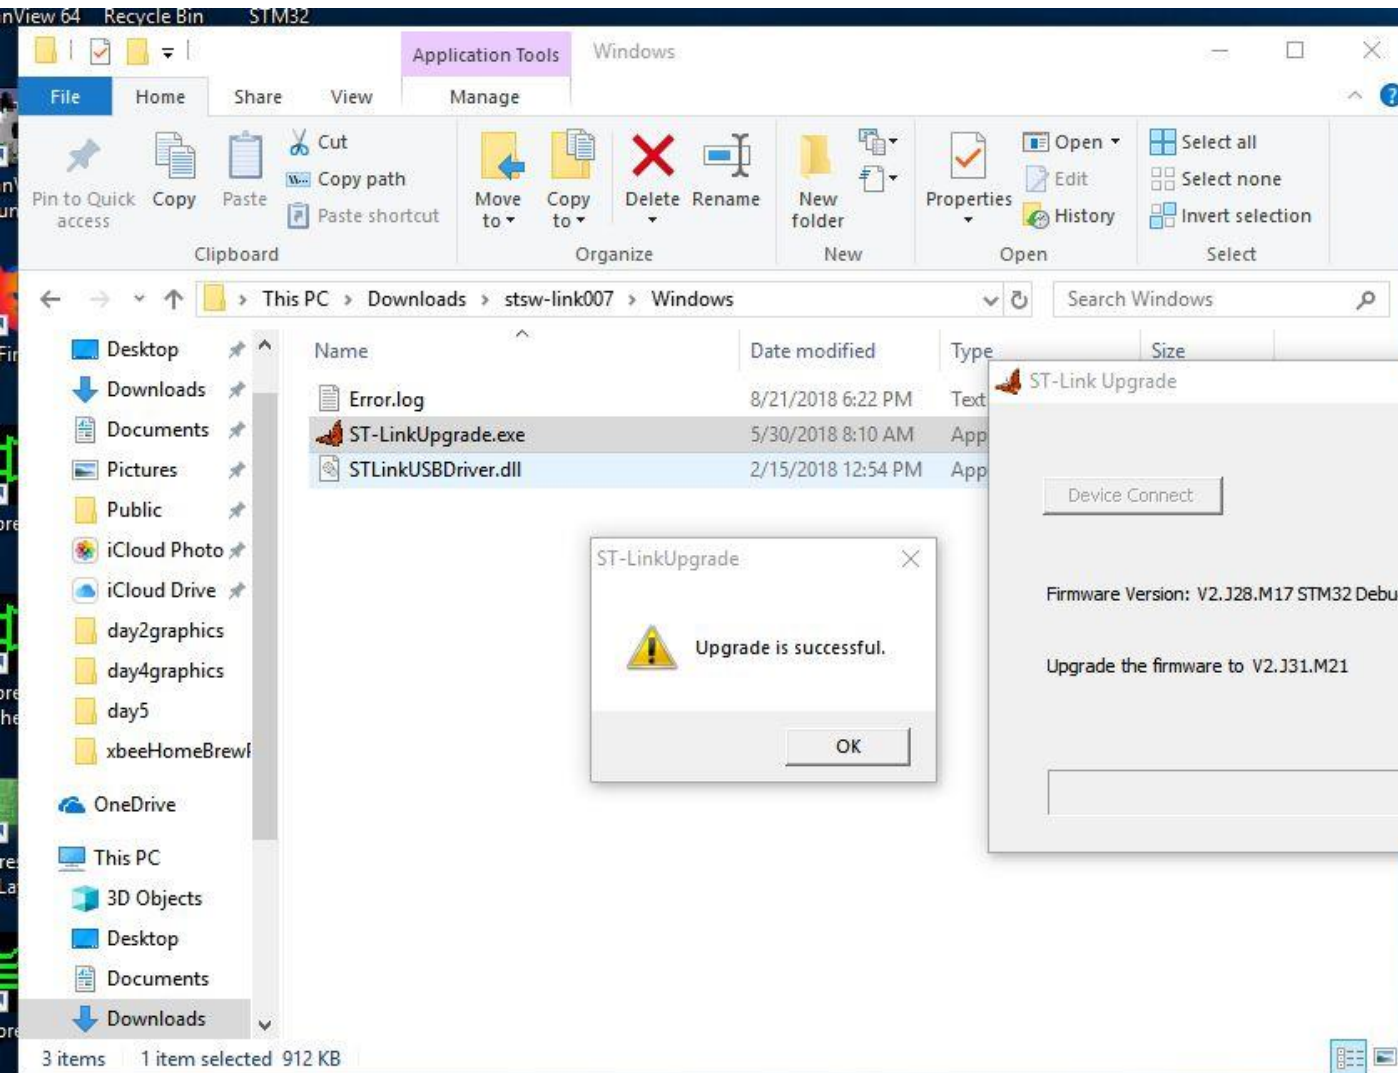 nView 64 Recycle Bin STM32
Application Tools Windows
File Home Share View Manage
Pin to Quick access
Copy
Paste
Cut
Copy path
Paste shortcut
Clipboard
Move to
Copy to
Delete
Rename
Organize
New folder
New
Properties
Open
Edit
History
Open
Select all
Select none
Invert selection
Select
This PC > Downloads > stsw-link007 > Windows
Search Windows
Desktop
Downloads
Documents
Pictures
Public
iCloud Photo
iCloud Drive
day2graphics
day4graphics
day5
xbeeHomeBrew
OneDrive
This PC
3D Objects
Desktop
Documents
Downloads
Name Date modified Type Size
Error.log 8/21/2018 6:22 PM Text
ST-LinkUpgrade.exe 5/30/2018 8:10 AM App
STLinkUSBDriver.dll 2/15/2018 12:54 PM App
ST-LinkUpgrade
Upgrade is successful.
OK
ST-Link Upgrade
Device Connect
Firmware Version: V2.J28.M17 STM32 Debu
Upgrade the firmware to V2.J31.M21
3 items 1 item selected 912 KB